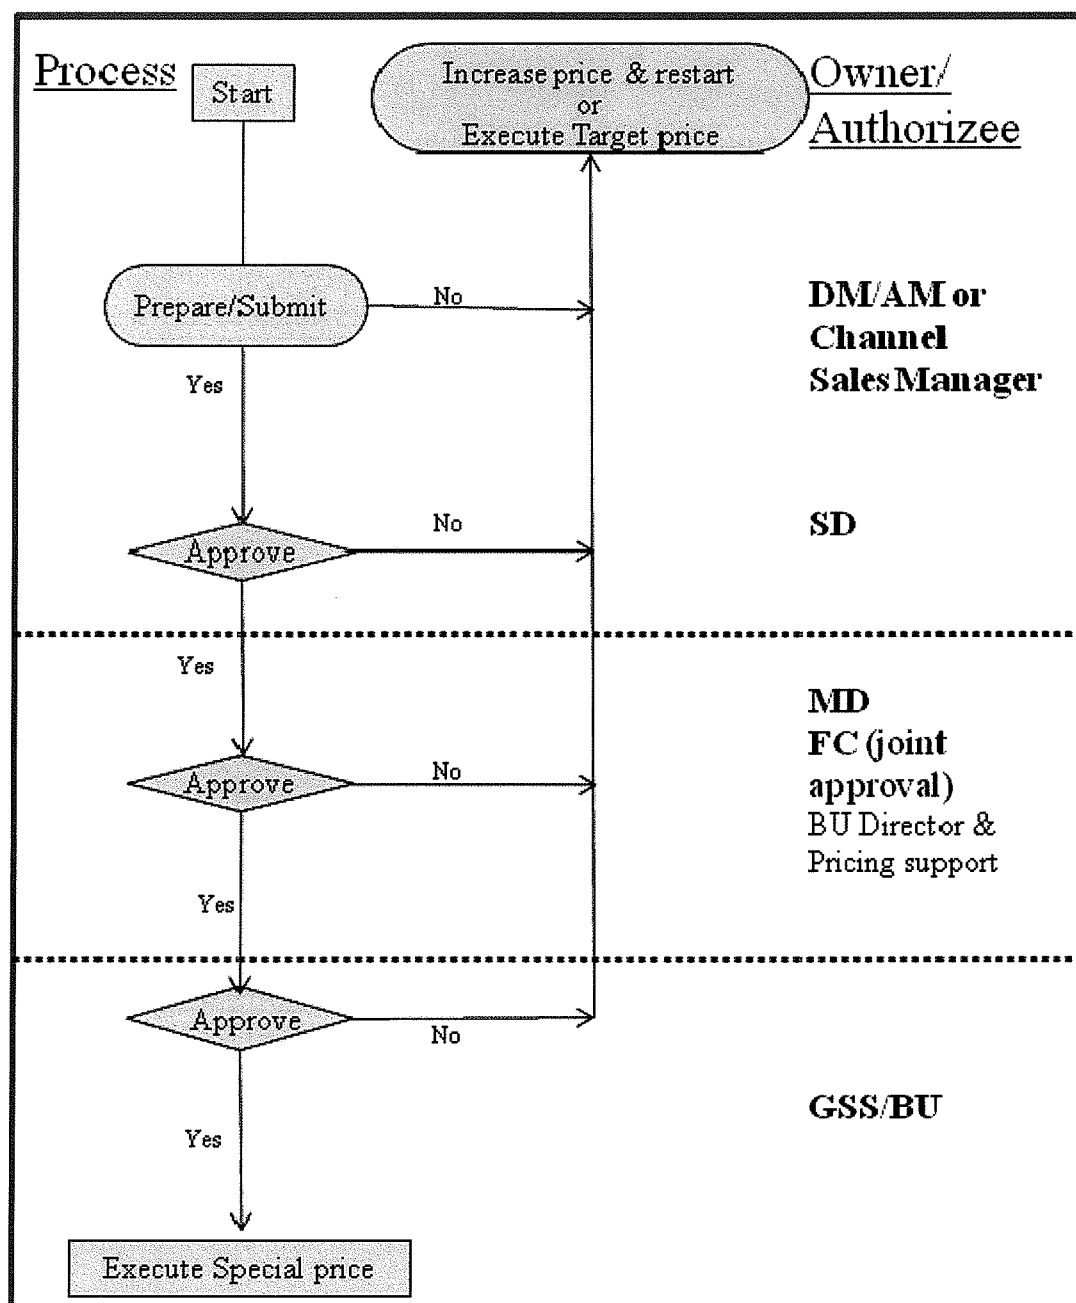 Process
Start
Increase price & restart
or
Execute Target price
Owner/
Authorizee
Prepare/Submit
No
DM/AM or
Channel
Sales Manager
Yes
Approve
No
SD
Yes
MD
FC (joint
approval)
BU Director &
Pricing support
Approve
No
Yes
Approve
No
GSS/BU
Yes
Execute Special price